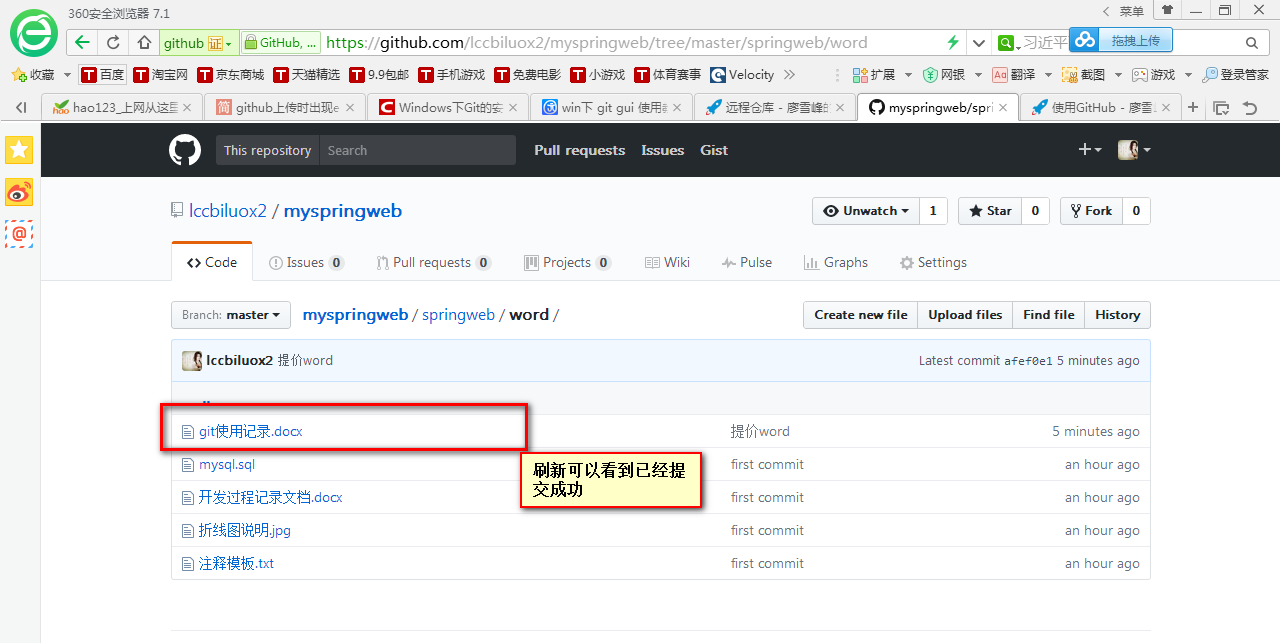 360安全浏览器 7.1
菜单
github 证
GitHub, ...
https://github.com/lccbiluox2/myspringweb/tree/master/springweb/word
习近平
拖拽上传
收藏
百度
淘宝网
京东商城
天猫精选
9.9包邮
手机游戏
免费电影
小游戏
体育赛事
Velocity
扩展
网银
翻译
截图
游戏
登录管家
hao123_上网从这里
github上传时出现e
Windows下Git的安
win下 git gui 使用
远程仓库 - 廖雪峰的
myspringweb/spri
使用GitHub - 廖雪
This repository
Search
Pull requests
Issues
Gist
lccbiluox2 / myspringweb
Unwatch 1
Star 0
Fork 0
Code
Issues 0
Pull requests 0
Projects 0
Wiki
Pulse
Graphs
Settings
Branch: master
myspringweb / springweb / word /
Create new file
Upload files
Find file
History
lccbiluox2 提价word
Latest commit afef0e1 5 minutes ago
..
git使用记录.docx 提价word 5 minutes ago
mysql.sql first commit an hour ago
刷新可以看到已经提
交成功
开发过程记录文档.docx first commit an hour ago
折线图说明.jpg first commit an hour ago
注释模板.txt first commit an hour ago